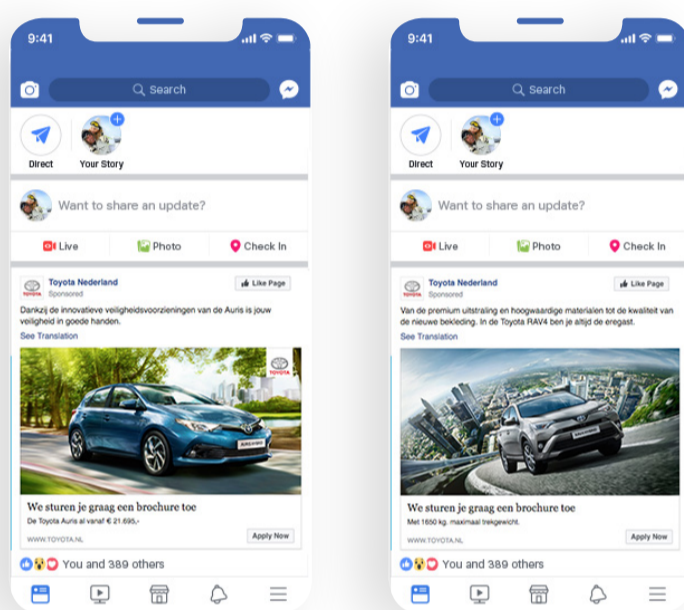 9:41
Search
Direct
Your Story
Want to share an update?
Live
Photo
Check In
Toyota Nederland
Like Page
Sponsored
TOYOTA
Dankzij de innovatieve veiligheidsvoorzieningen van de Auris is jouw
veiligheid in goede handen.
See Translation
TOYOTA
We sturen je graag een brochure toe
De Toyota Auris al vanaf € 21.695,-
WWW.TOYOTA.NL
Apply Now
You and 389 others
9:41
Search
Direct
Your Story
Want to share an update?
Live
Photo
Check In
Toyota Nederland
Like Page
Sponsored
TOYOTA
Van de premium uitstraling en hoogwaardige materialen tot de kwaliteit van
de nieuwe bekleding. In de Toyota RAV4 ben je altijd de eregast.
See Translation
We sturen je graag een brochure toe
Met 1650 kg. maximaal trekgewicht.
WWW.TOYOTA.NL
Apply Now
You and 389 others